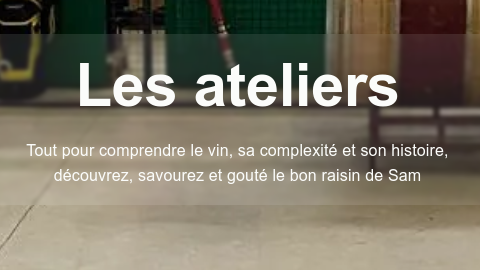 Les ateliers
Tout pour comprendre le vin, sa complexité et son histoire,
découvrez, savourez et gouté le bon raisin de Sam